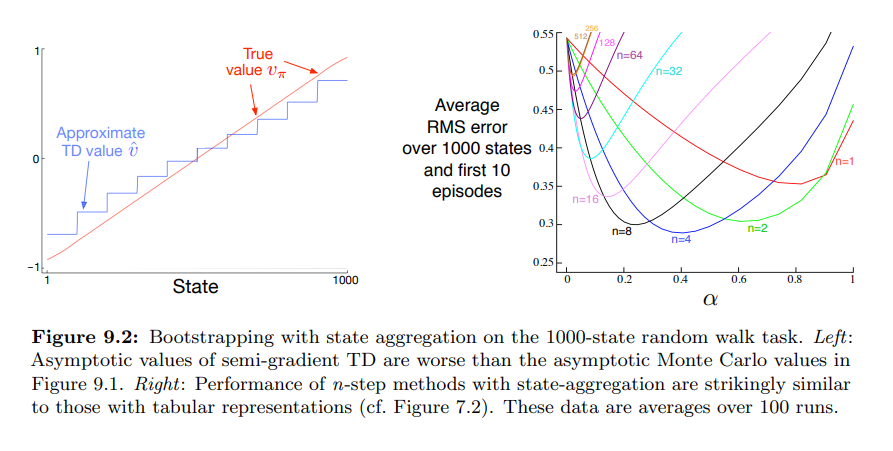 1
0
−1
1
1000
State
True
value vπ
Approximate
TD value v̂
Average
RMS error
over 1000 states
and first 10
episodes
0.55
0.5
0.45
0.4
0.35
0.3
0.25
0
0.2
0.4
0.6
0.8
1
α
256
512
128
n=64
n=32
n=16
n=8
n=4
n=2
n=1
Figure 9.2: Bootstrapping with state aggregation on the 1000-state random walk task. Left:
Asymptotic values of semi-gradient TD are worse than the asymptotic Monte Carlo values in
Figure 9.1. Right: Performance of n-step methods with state-aggregation are strikingly similar
to those with tabular representations (cf. Figure 7.2). These data are averages over 100 runs.